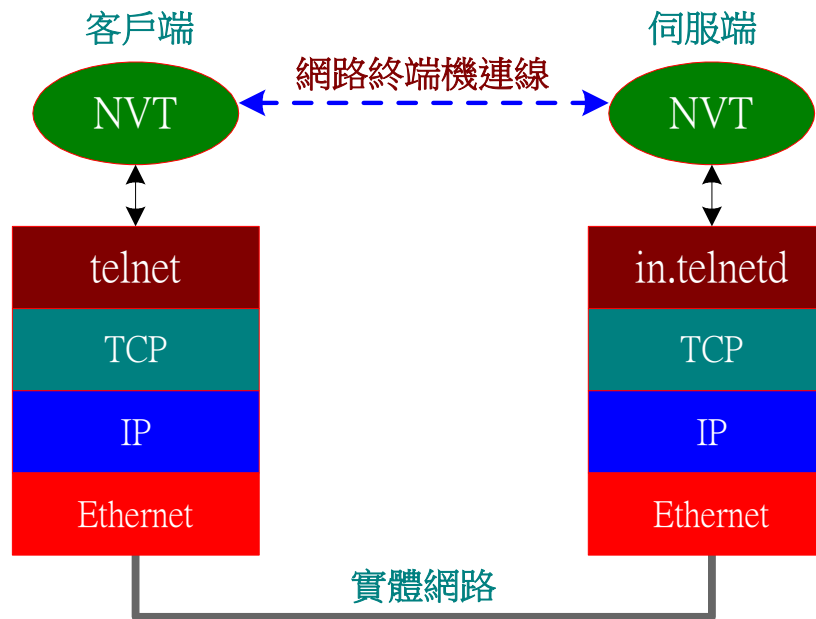 客戶端
伺服端
網路終端機連線
NVT
NVT
telnet
in.telnetd
TCP
TCP
IP
IP
Ethernet
Ethernet
實體網路